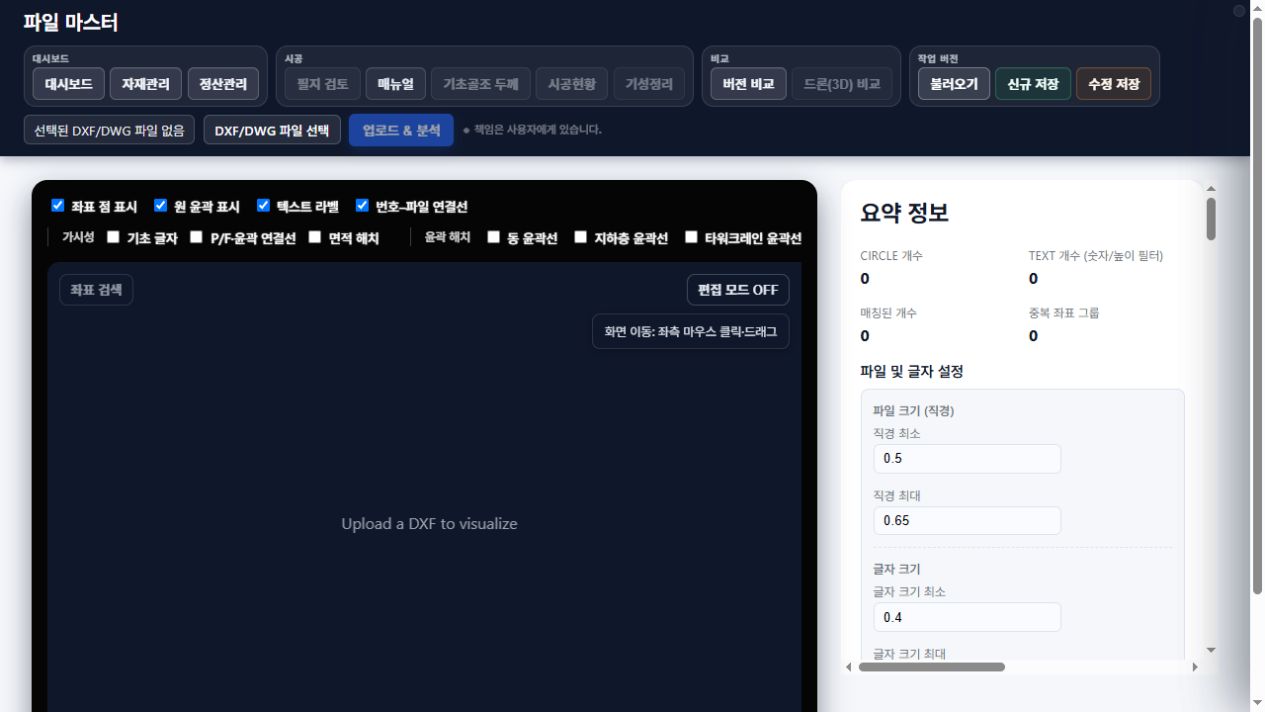 파일 마스터
대시보드
대시보드 자재관리 정산관리
시공
필지 검토 매뉴얼 기초골조 두께 시공현황 기성정리
비교
버전 비교 드론(3D) 비교
작업 버전
불러오기 신규 저장 수정 저장
선택된 DXF/DWG 파일 없음 DXF/DWG 파일 선택 업로드 & 분석 ● 책임은 사용자에게 있습니다.
좌표 점 표시 원 윤곽 표시 텍스트 라벨 번호–파일 연결선
가시성 기초 글자 P/F-윤곽 연결선 면적 해치 윤곽 해치 동 윤곽선 지하층 윤곽선 타워크레인 윤곽선
좌표 검색
편집 모드 OFF
화면 이동: 좌측 마우스 클릭·드래그
Upload a DXF to visualize
요약 정보
CIRCLE 개수 TEXT 개수 (숫자/높이 필터)
0 0
매칭된 개수 중복 좌표 그룹
0 0
파일 및 글자 설정
파일 크기 (직경)
직경 최소
0.5
직경 최대
0.65
글자 크기
글자 크기 최소
0.4
글자 크기 최대